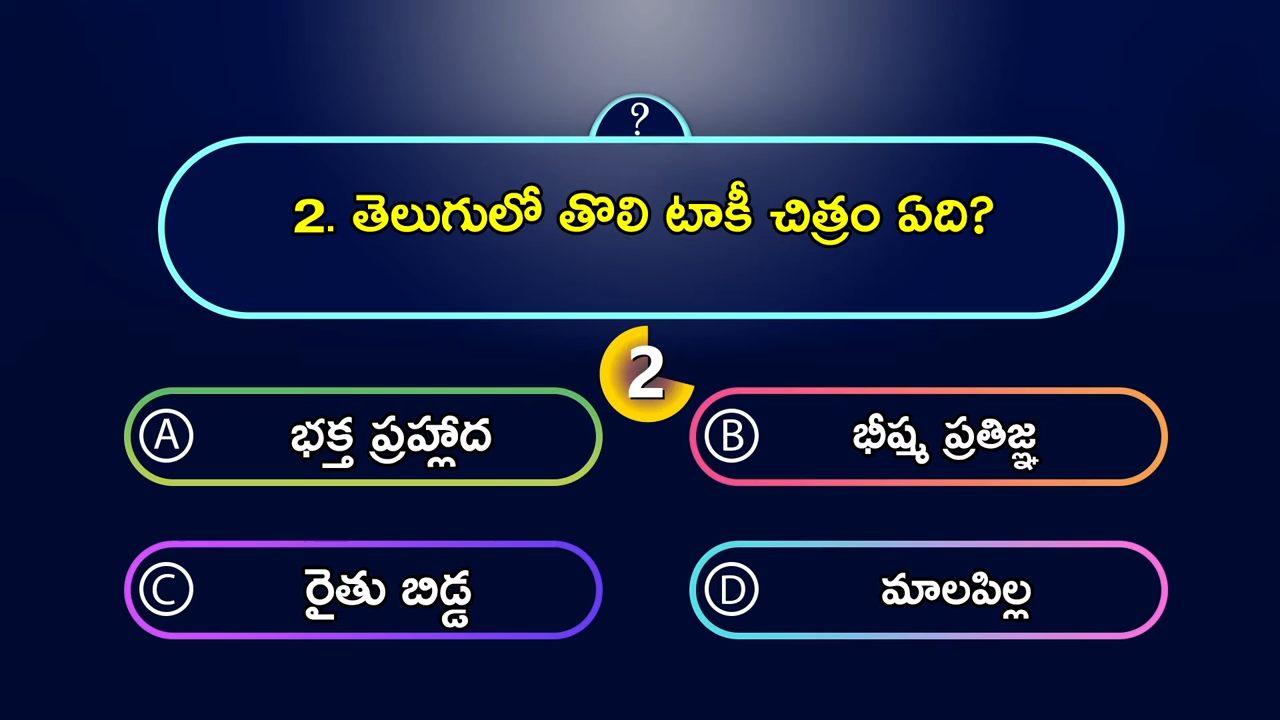 ?
2. తెలుగులో తొలి టాకీ చిత్రం ఏది?
2
A భక్త ప్రహ్లాద
B భీష్మ ప్రతిజ్ఞ
C రైతు బిడ్డ
D మాలపిల్ల